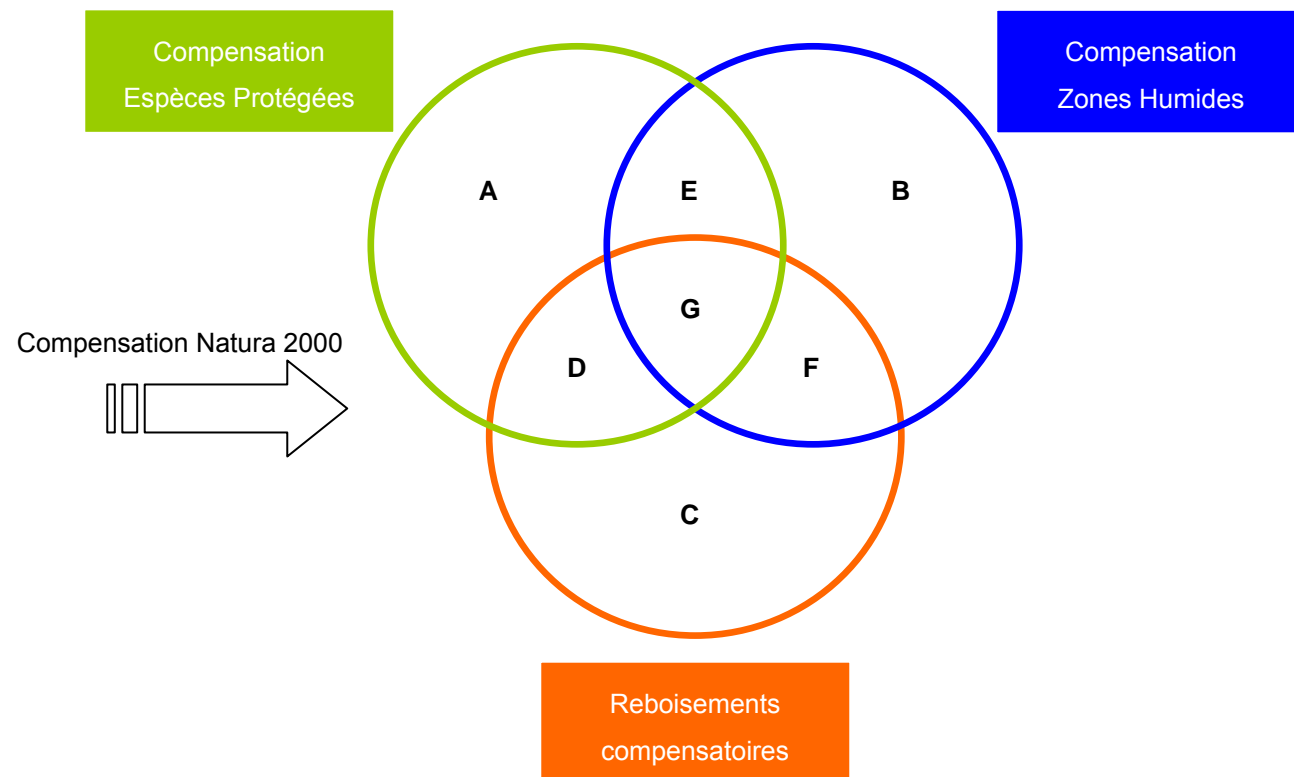 Compensation
Espèces Protégées
Compensation
Zones Humides
A
E
B
G
Compensation Natura 2000
D
F
C
Reboisements
compensatoires